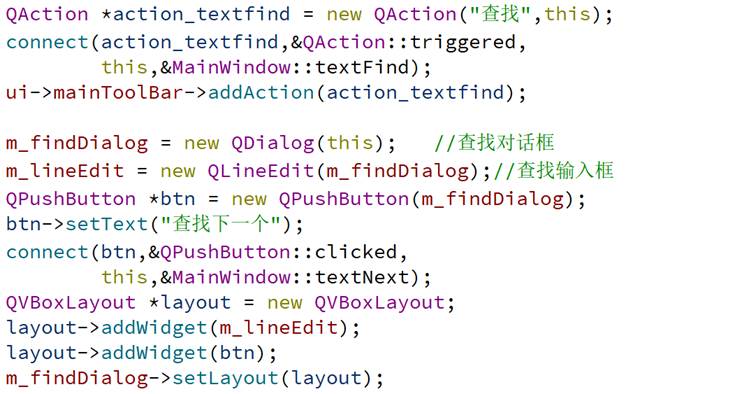 QAction *action_textfind = new QAction("查找",this);
connect(action_textfind,&QAction::triggered,
        this,&MainWindow::textFind);
ui->mainToolBar->addAction(action_textfind);

m_findDialog = new QDialog(this);   //查找对话框
m_lineEdit = new QLineEdit(m_findDialog);//查找输入框
QPushButton *btn = new QPushButton(m_findDialog);
btn->setText("查找下一个");
connect(btn,&QPushButton::clicked,
        this,&MainWindow::textNext);
QVBoxLayout *layout = new QVBoxLayout;
layout->addWidget(m_lineEdit);
layout->addWidget(btn);
m_findDialog->setLayout(layout);